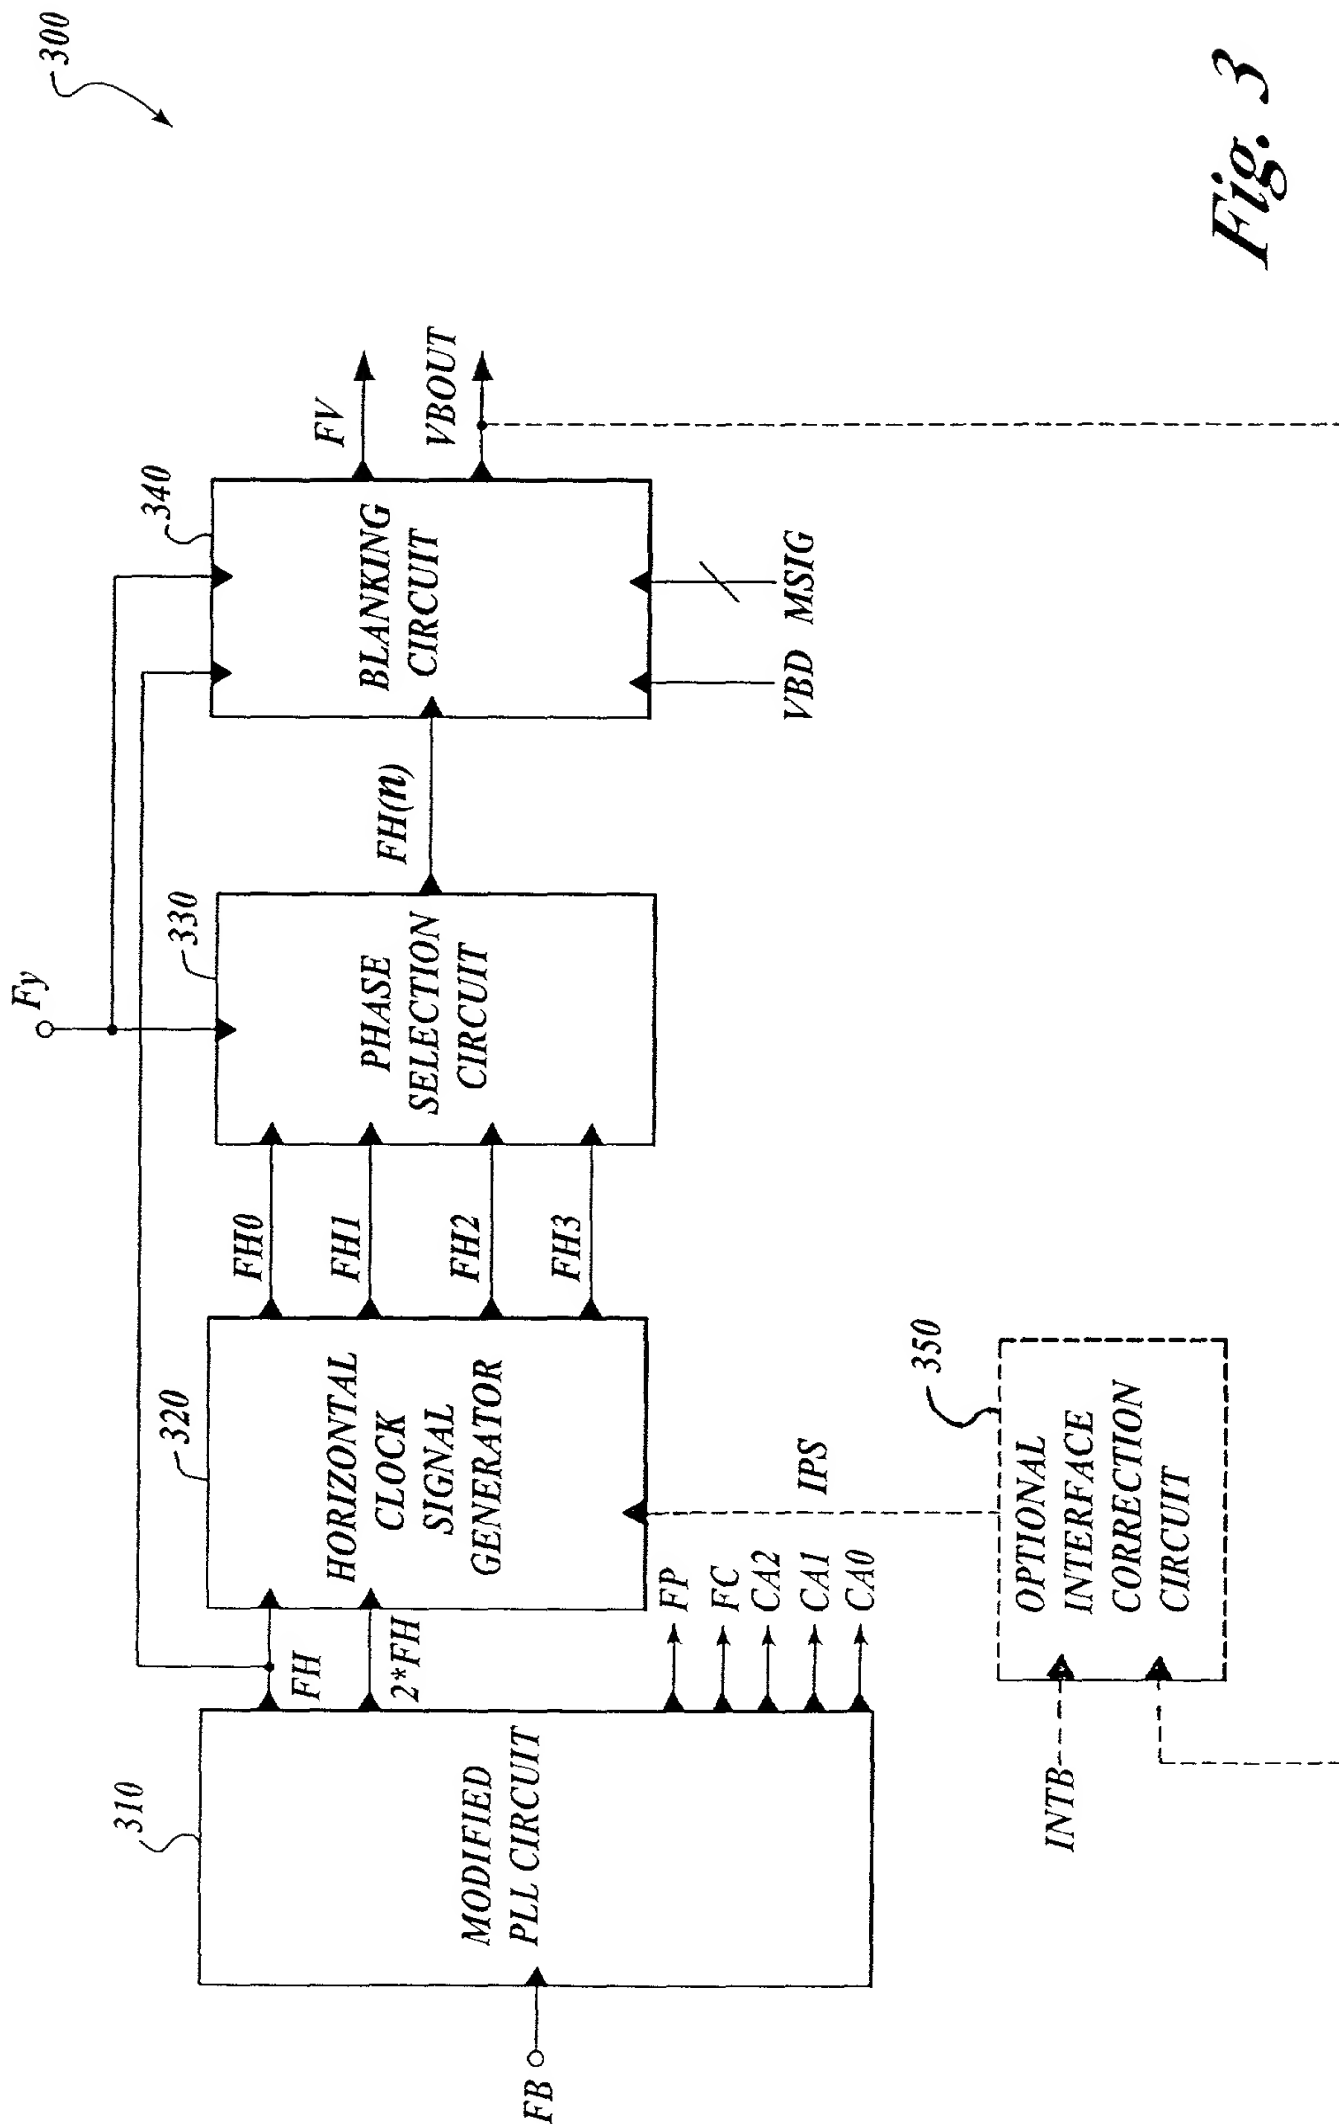 300
Fy
310
320
330
340
FB
MODIFIED
PLL CIRCUIT
FH
2*FH
FP
FC
CA2
CA1
CA0
HORIZONTAL
CLOCK
SIGNAL
GENERATOR
FH0
FH1
FH2
FH3
PHASE
SELECTION
CIRCUIT
FH(n)
BLANKING
CIRCUIT
FV
VBOUT
VBD
MSIG
IPS
350
INTB
OPTIONAL
INTERFACE
CORRECTION
CIRCUIT
Fig. 3